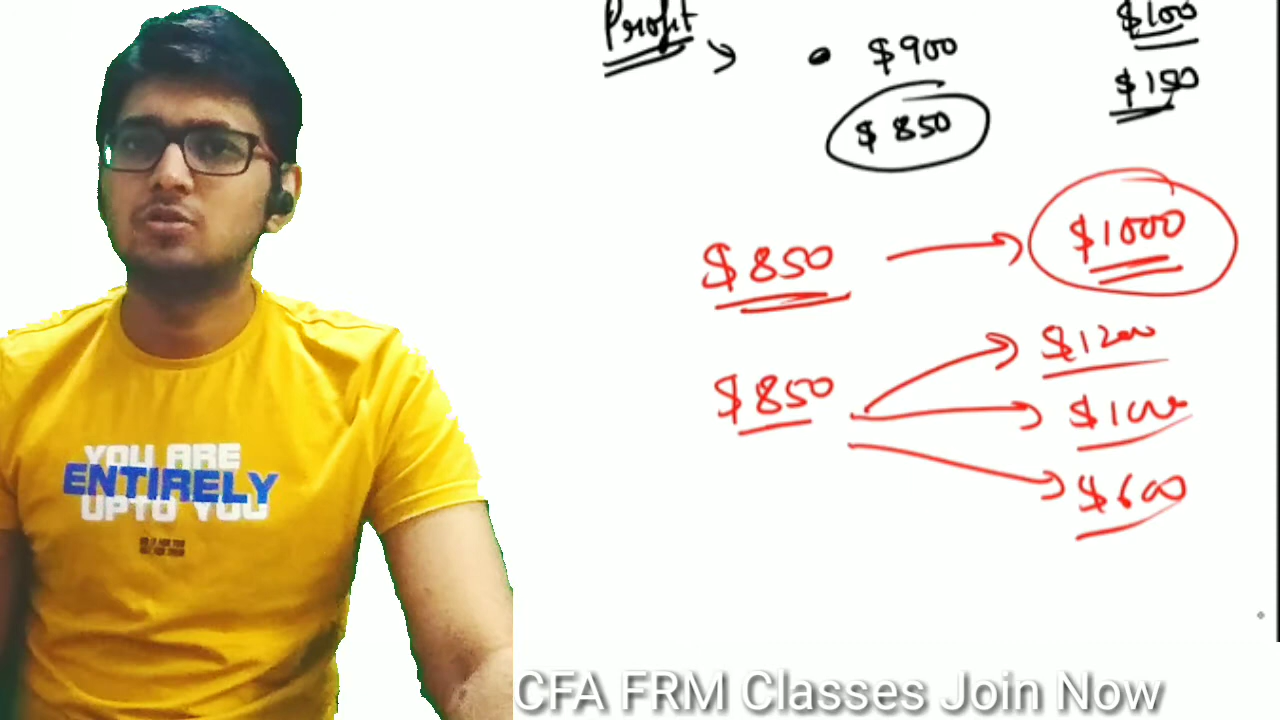 Profit
$900
$100
$850
$150
$850
$1000
$1200
$850
$1000
$600
YOU ARE
ENTIRELY
UPTO YOU
CFA FRM Classes Join Now